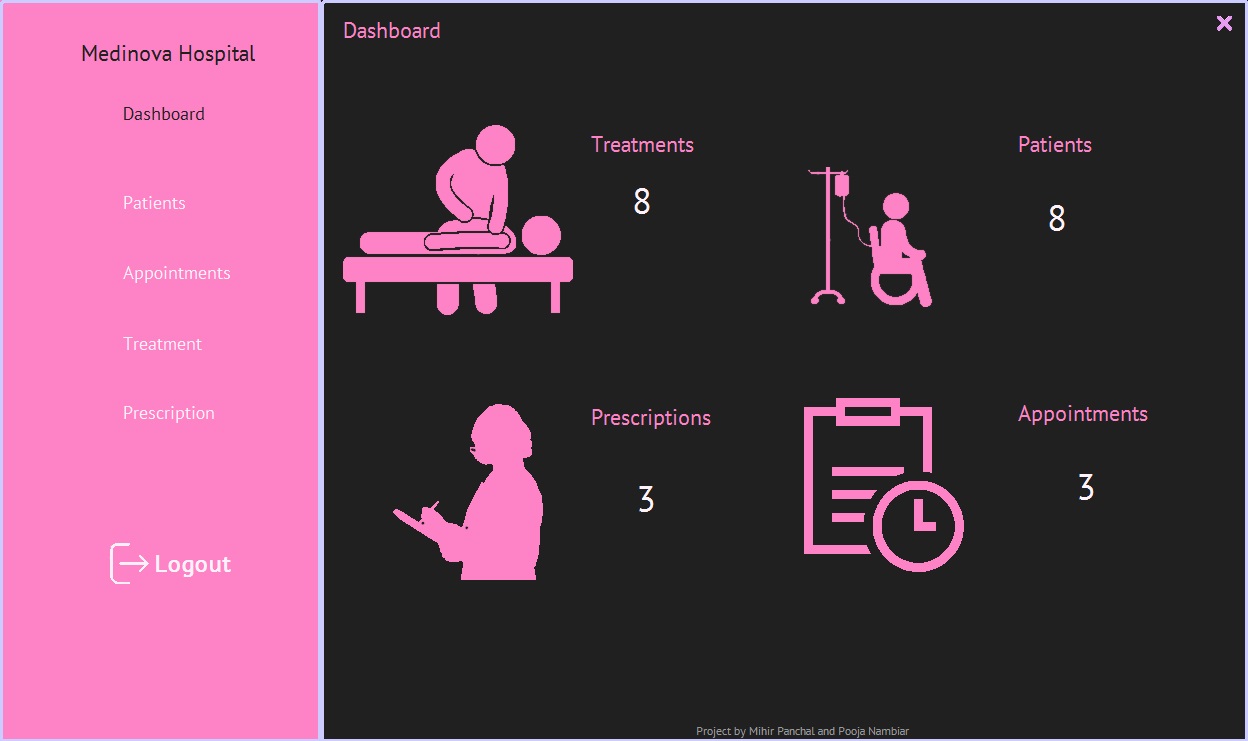 Medinova Hospital
Dashboard
Patients
Appointments
Treatment
Prescription
Logout
Dashboard
Treatments
8
Patients
8
Prescriptions
3
Appointments
3
Project by Mihir Panchal and Pooja Nambiar